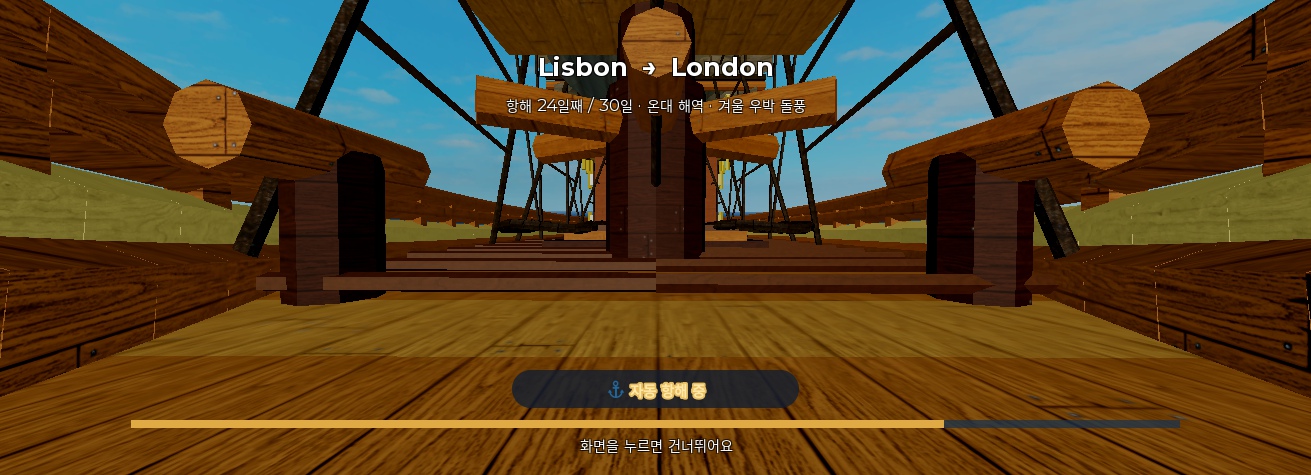 Lisbon → London
항해 24일째 / 30일 · 온대 해역 · 겨울 우박 돌풍
⚓ 자동 항해 중
화면을 누르면 건너뛰어요